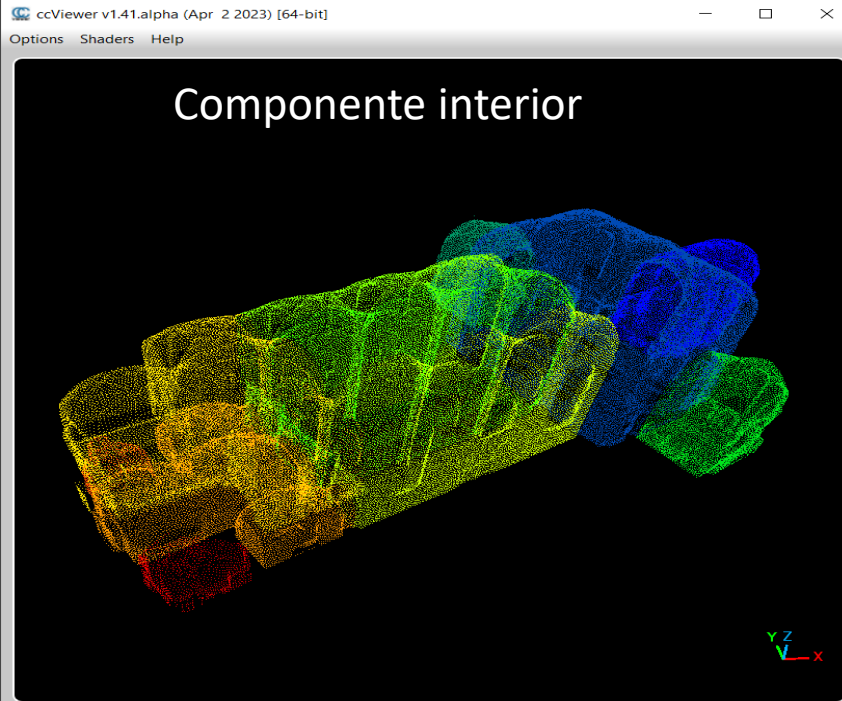 ccViewer v1.41.alpha (Apr  2 2023) [64-bit]
Options Shaders Help
Componente interior
Y Z
X